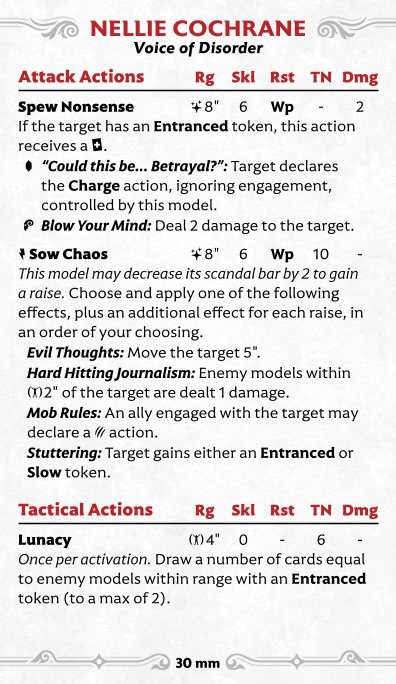 NELLIE COCHRANE
Voice of Disorder
Attack Actions Rg Skl Rst TN Dmg
Spew Nonsense 8" 6 Wp - 2
If the target has an Entranced token, this action
receives a .
"Could this be... Betrayal?": Target declares
the Charge action, ignoring engagement,
controlled by this model.
Blow Your Mind: Deal 2 damage to the target.
Sow Chaos 8" 6 Wp 10 -
This model may decrease its scandal bar by 2 to gain
a raise. Choose and apply one of the following
effects, plus an additional effect for each raise, in
an order of your choosing.
Evil Thoughts: Move the target 5".
Hard Hitting Journalism: Enemy models within
2" of the target are dealt 1 damage.
Mob Rules: An ally engaged with the target may
declare a action.
Stuttering: Target gains either an Entranced or
Slow token.
Tactical Actions Rg Skl Rst TN Dmg
Lunacy 4" 0 - 6 -
Once per activation. Draw a number of cards equal
to enemy models within range with an Entranced
token (to a max of 2).
30 mm